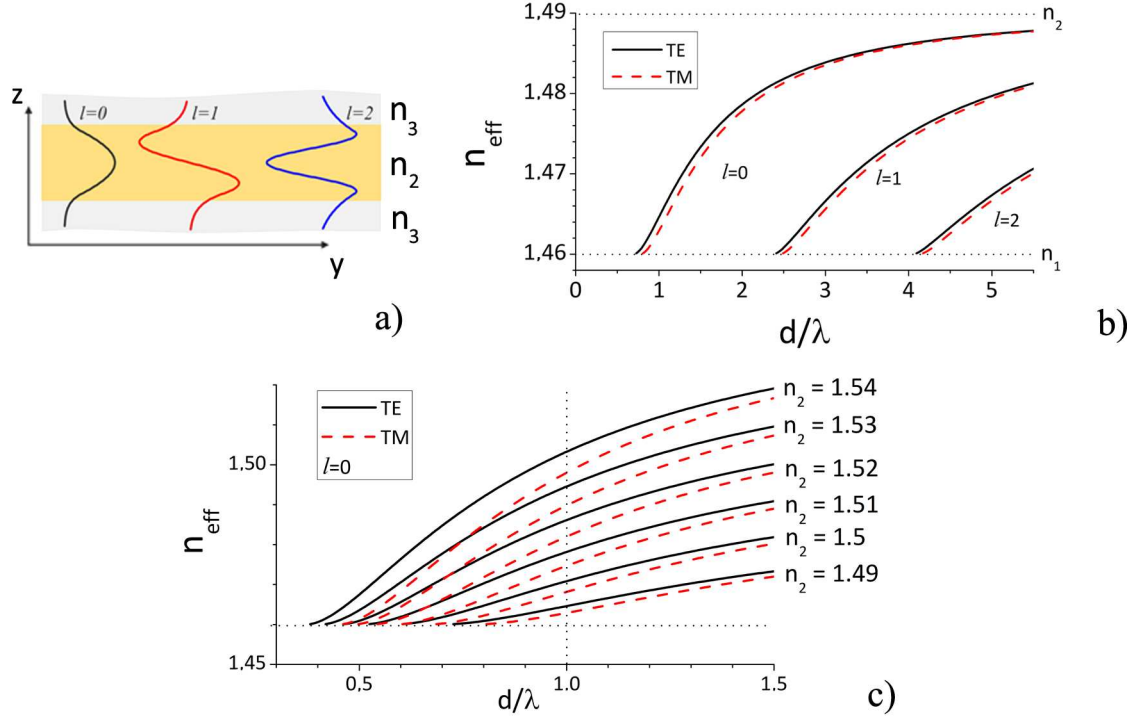 z
l=0
l=1
l=2
n3
n2
n3
y
a)
1,49
1,48
1,47
1,46
neff
TE
TM
n2
l=0
l=1
l=2
n1
0 1 2 3 4 5
d/λ
b)
1,50
1,45
neff
TE
TM
l=0
n2 = 1.54
n2 = 1.53
n2 = 1.52
n2 = 1.51
n2 = 1.5
n2 = 1.49
0,5 1.0 1.5
d/λ
c)